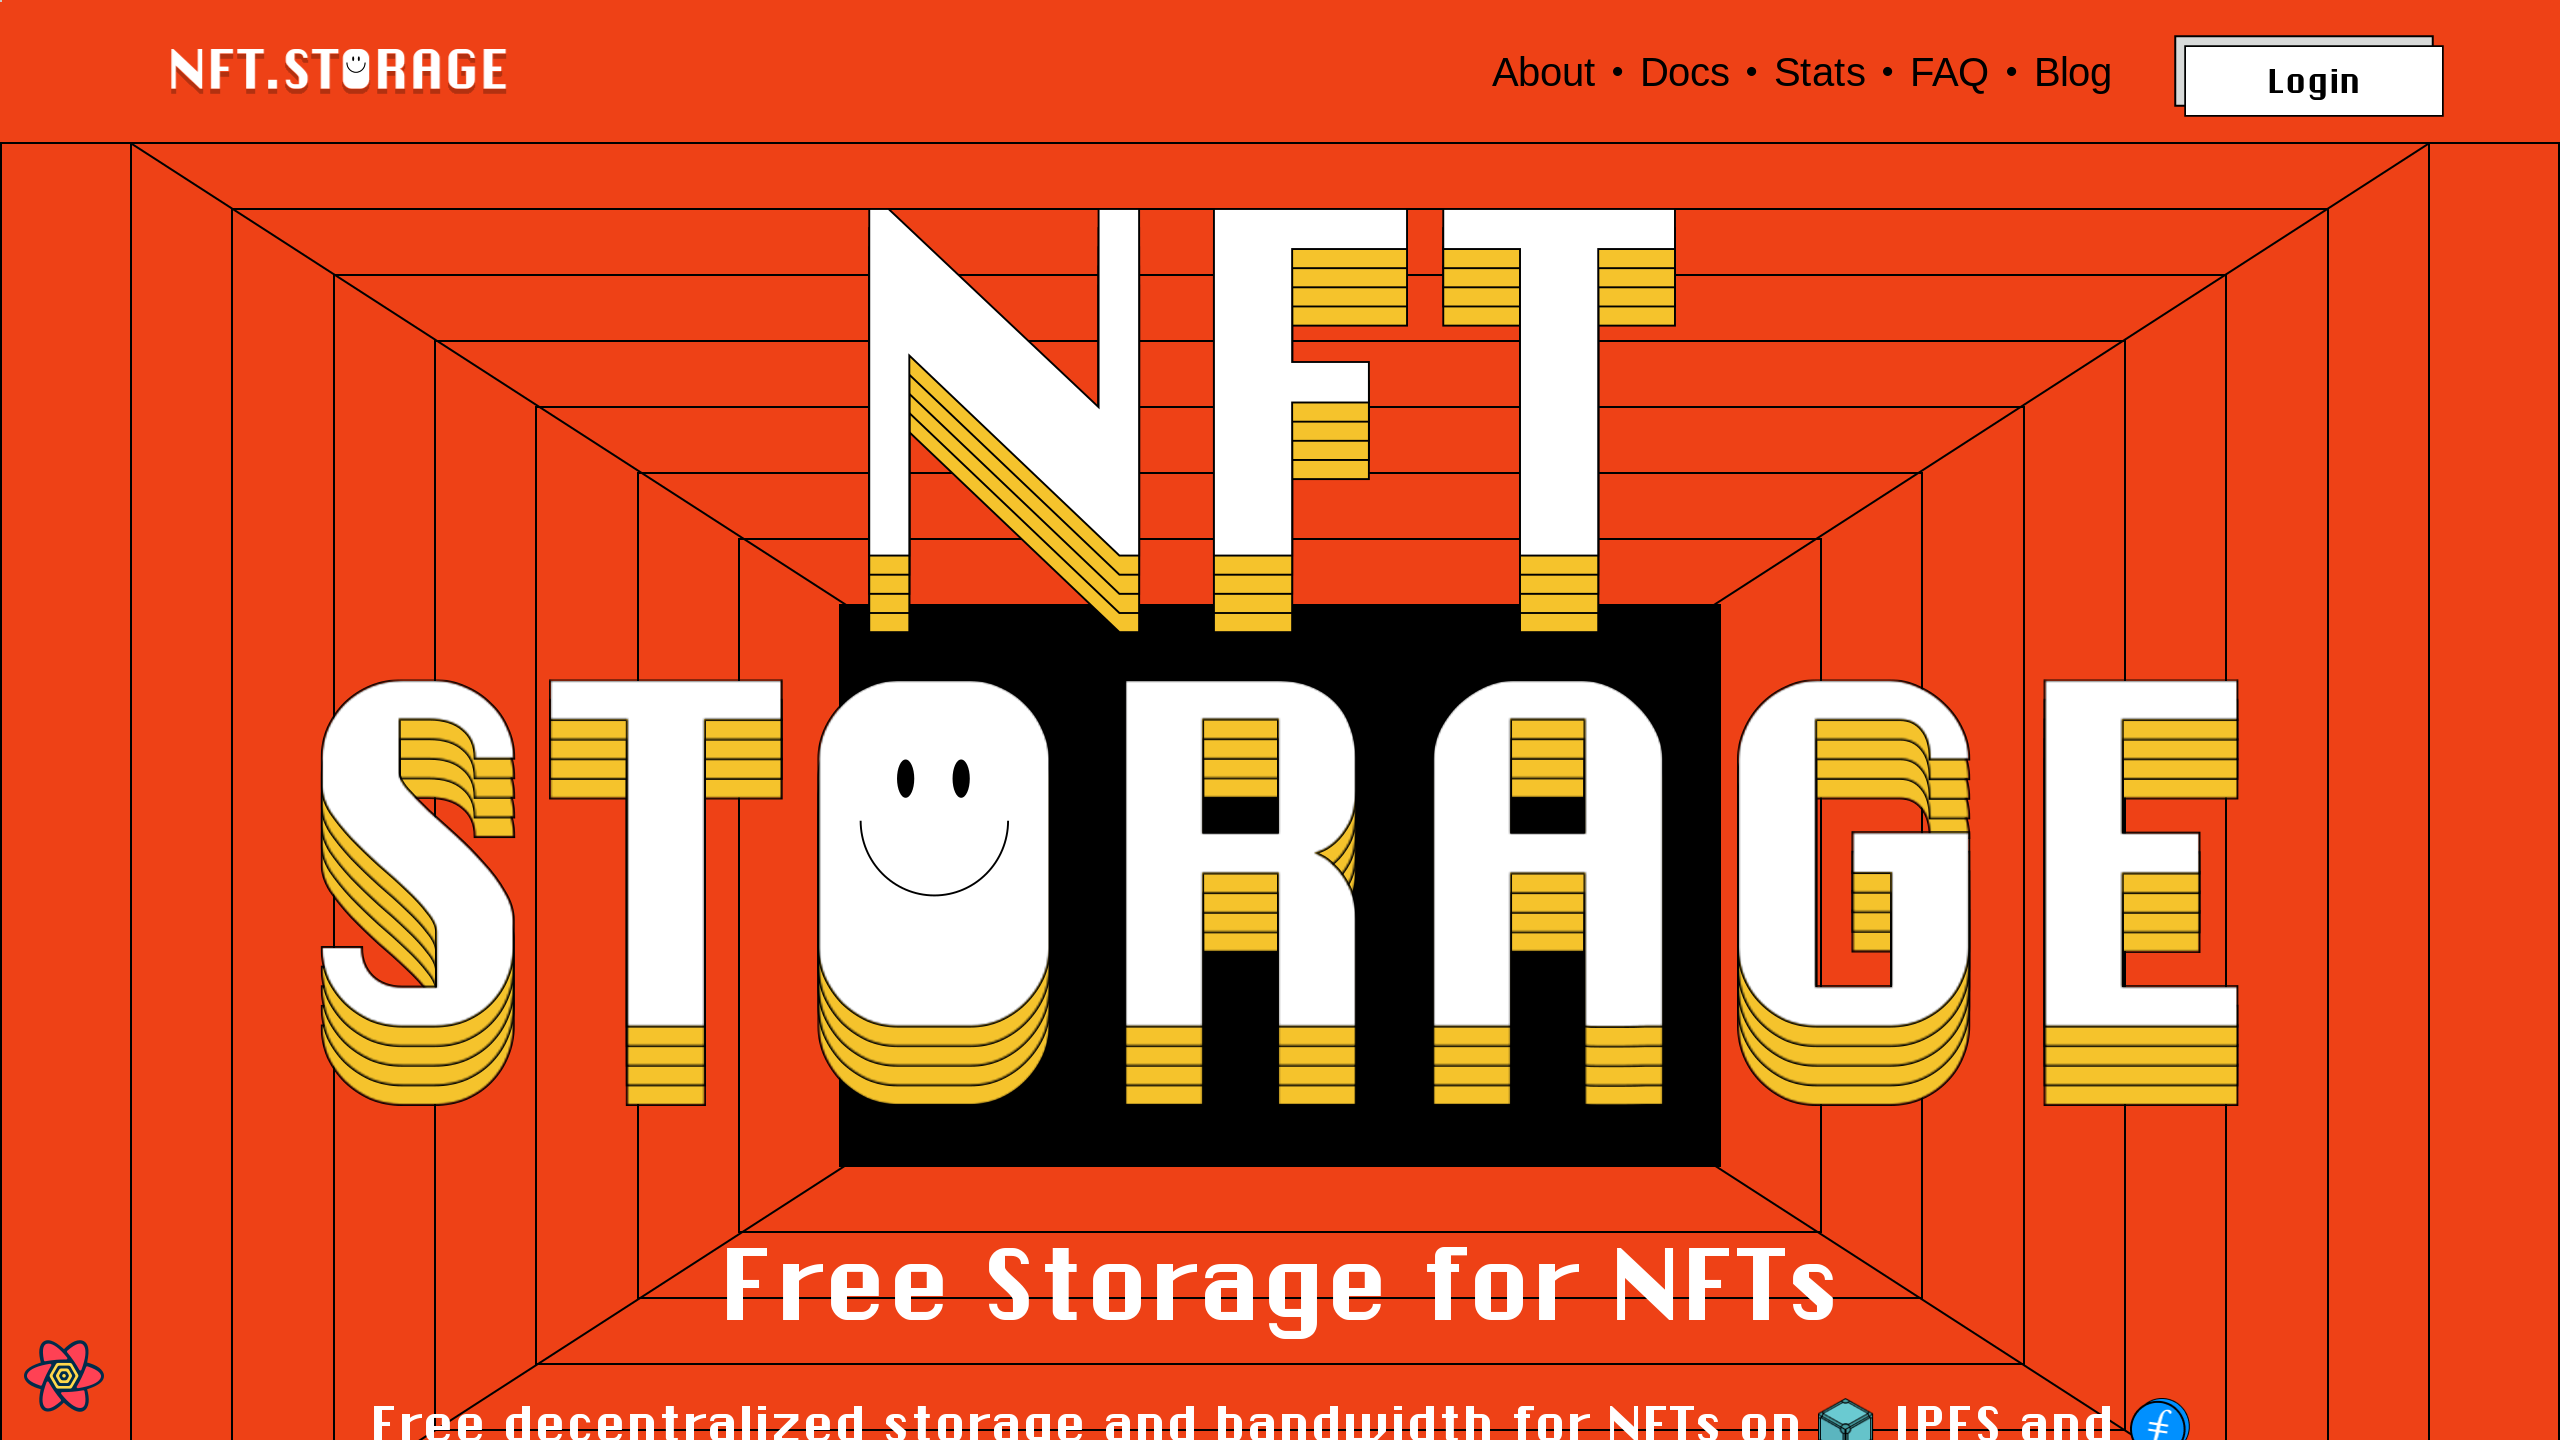 NFT.STORAGE
About • Docs • Stats • FAQ • Blog
Login
NFT
STORAGE
Free Storage for NFTs
Free decentralized storage and bandwidth for NFTs on IPFS and